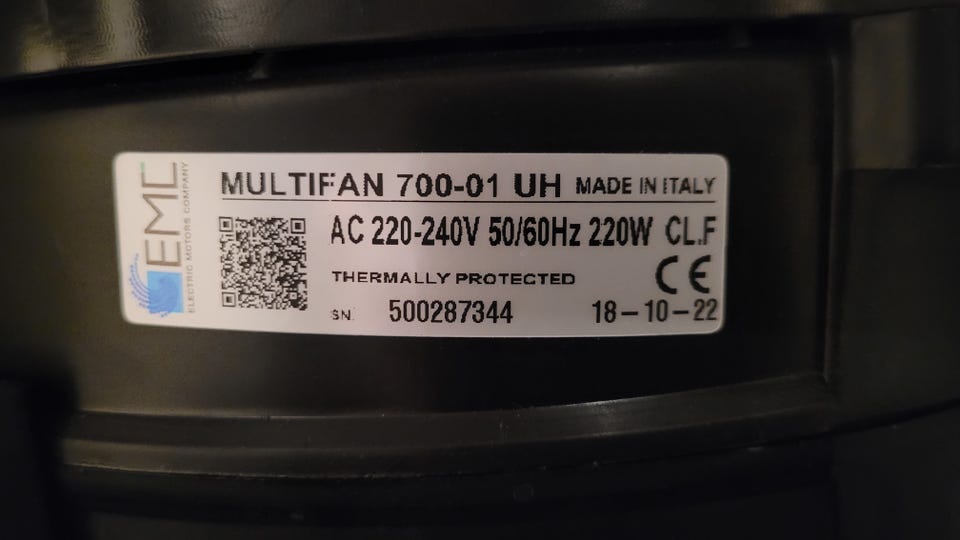 EMC
ELECTRIC MOTORS COMPANY
MULTIFAN 700-01 UH MADE IN ITALY
AC 220-240V 50/60Hz 220W CL.F
THERMALLY PROTECTED CE
SN. 500287344 18-10-22